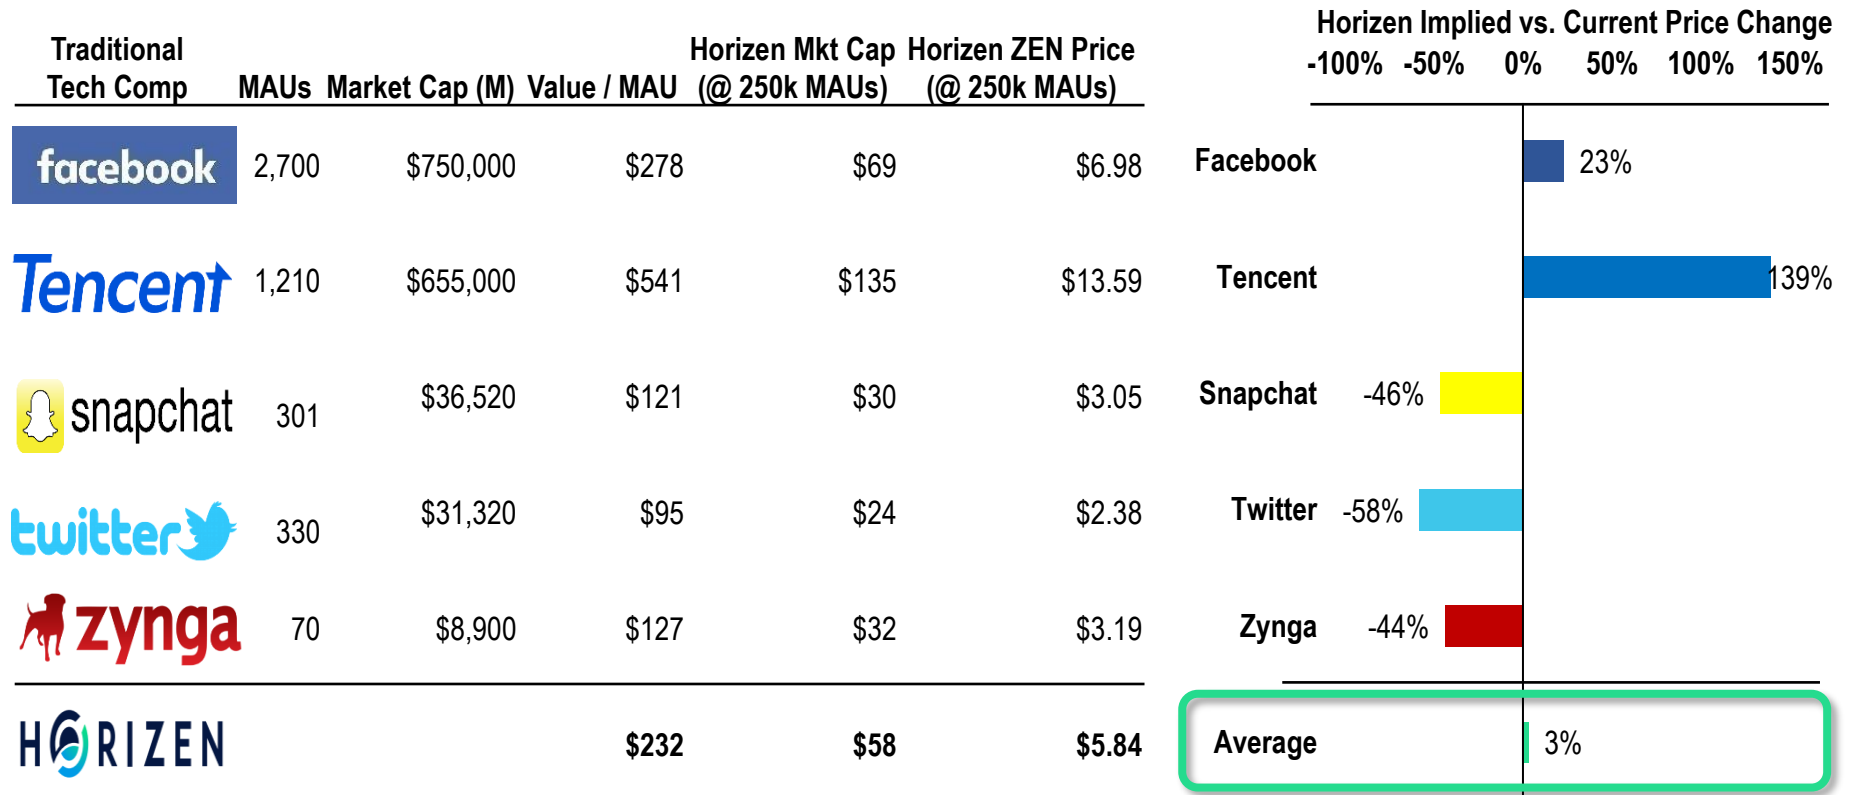 Horizen Implied vs. Current Price Change
Traditional Tech Comp MAUs Market Cap (M) Value / MAU Horizen Mkt Cap (@ 250k MAUs) Horizen ZEN Price (@ 250k MAUs)
-100% -50% 0% 50% 100% 150%
facebook 2,700 $750,000 $278 $69 $6.98
Facebook 23%
Tencent 1,210 $655,000 $541 $135 $13.59
Tencent 139%
snapchat 301 $36,520 $121 $30 $3.05
Snapchat -46%
twitter 330 $31,320 $95 $24 $2.38
Twitter -58%
zynga 70 $8,900 $127 $32 $3.19
Zynga -44%
HORIZEN $232 $58 $5.84
Average 3%